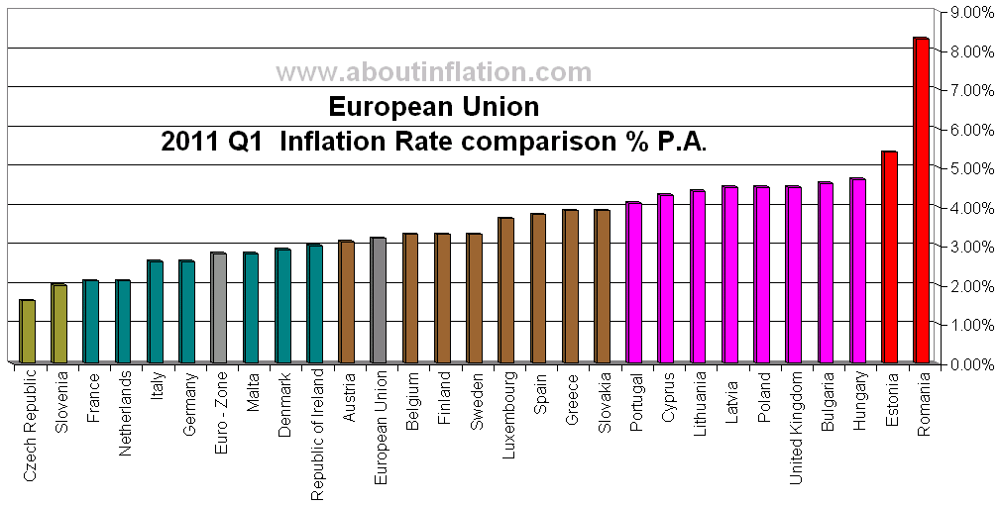 www.aboutinflation.com
European Union
2011 Q1  Inflation Rate comparison % P.A.
9.00%
8.00%
7.00%
6.00%
5.00%
4.00%
3.00%
2.00%
1.00%
0.00%
Czech Republic
Slovenia
France
Netherlands
Italy
Germany
Euro - Zone
Malta
Denmark
Republic of Ireland
Austria
European Union
Belgium
Finland
Sweden
Luxembourg
Spain
Greece
Slovakia
Portugal
Cyprus
Lithuania
Latvia
Poland
United Kingdom
Bulgaria
Hungary
Estonia
Romania